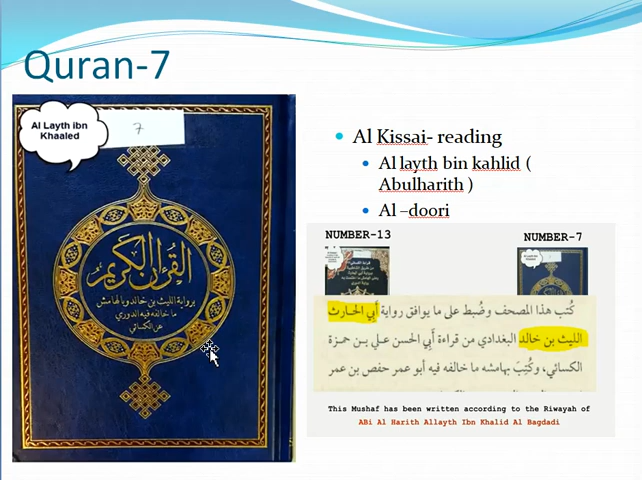 Quran-7
Al Layth ibn
Khaaled
7
القرآن الكريم
برواية الليث بن خالد وبالهامش
ما خالفه فيه الدوري
عن الكسائي
Al Kissai- reading
Al layth bin kahlid (
Abulharith )
Al –doori
NUMBER-13
NUMBER-7
كُتب هذا المصحف وضُبط على ما يوافق رواية أبي الحارث
الليث بن خالد البغدادي من قراءة أبي الحسن علي بن حمزة
الكسائي، وكُتِبَ بهامشه ما خالفه فيه أبو عمر حفص بن عمر
This Mushaf has been written according to the Riwayah of
ABi Al Harith Allayth Ibn Khalid Al Bagdadi